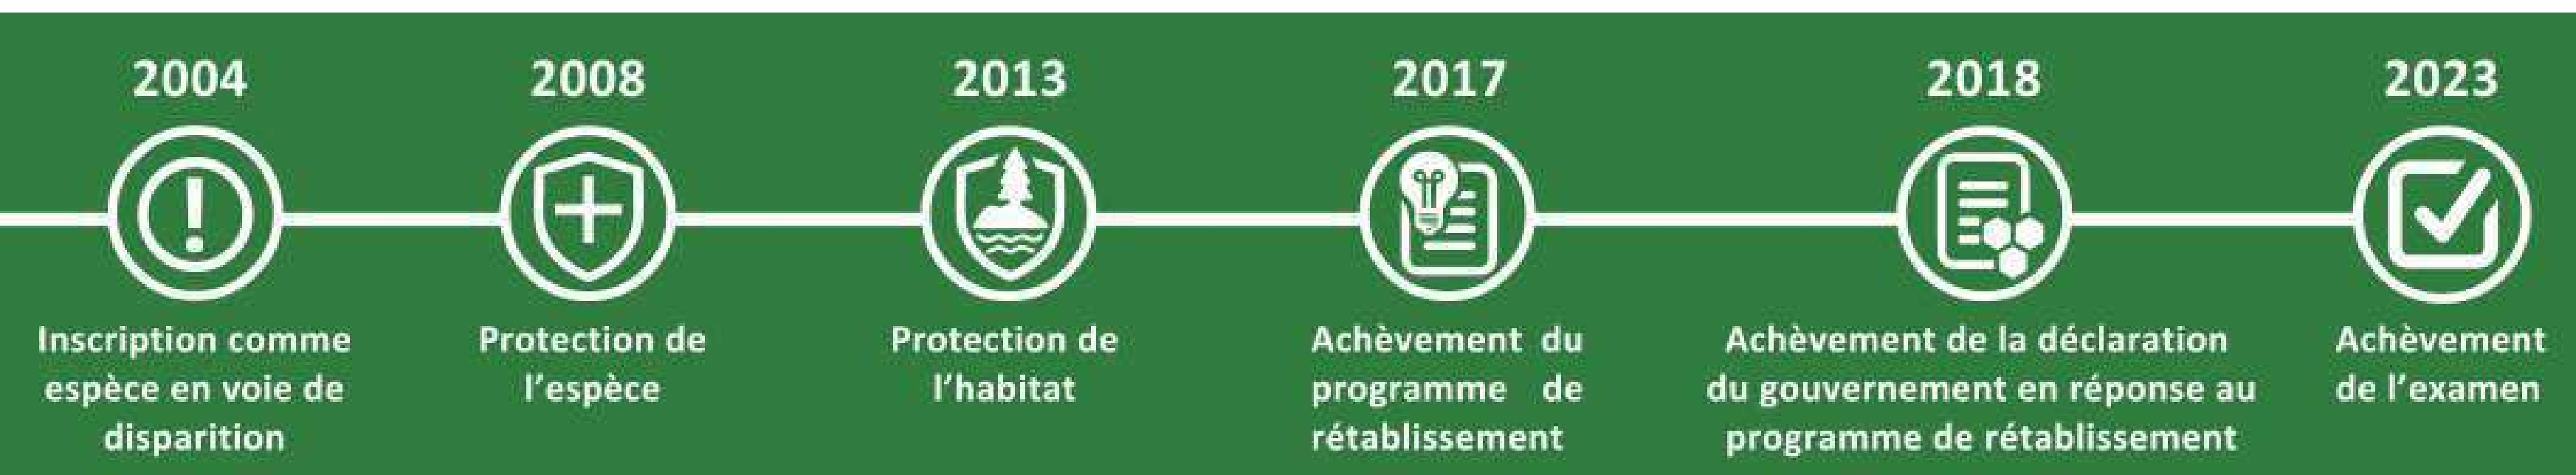 2004
Inscription comme
espèce en voie de
disparition
2008
Protection de
l’espèce
2013
Protection de
l’habitat
2017
Achèvement du
programme de
rétablissement
2018
Achèvement de la déclaration
du gouvernement en réponse au
programme de rétablissement
2023
Achèvement
de l’examen